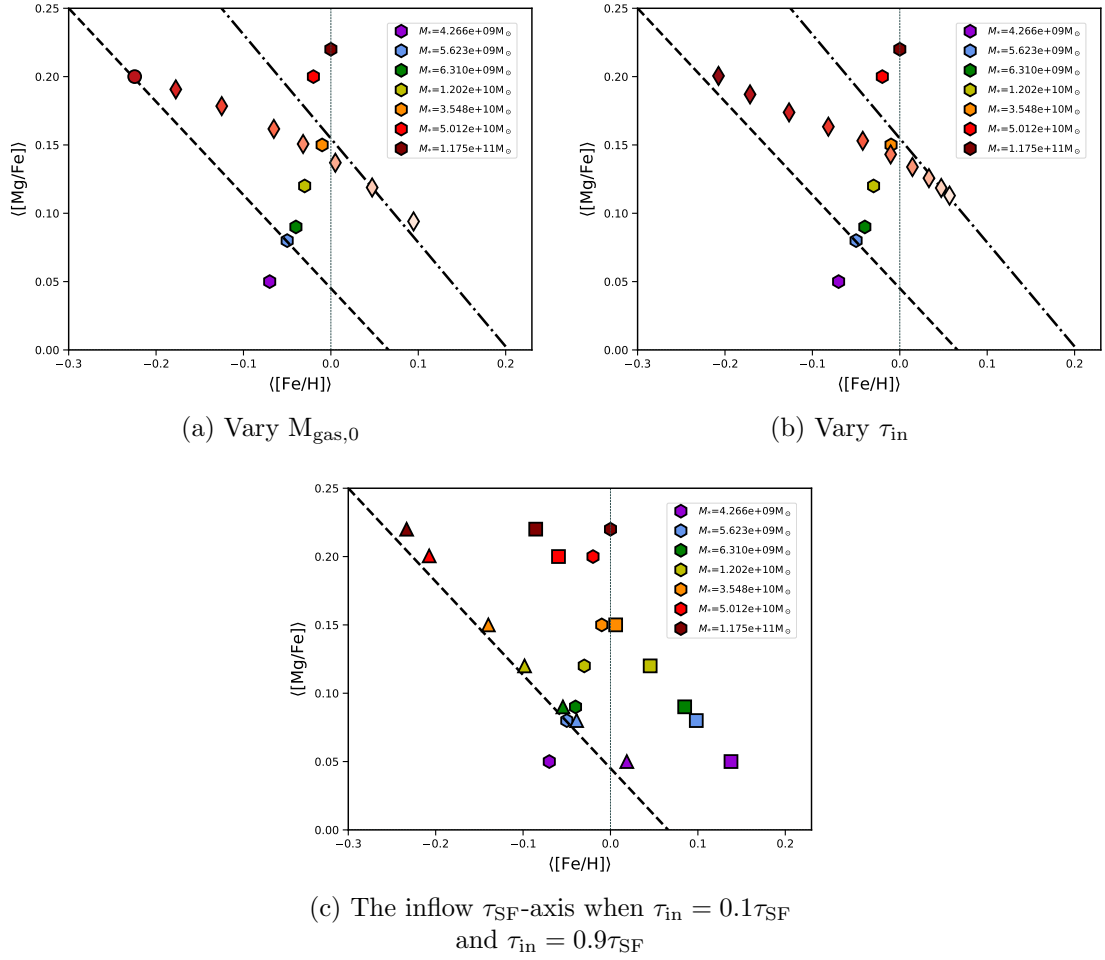 0.25
0.20
0.15
0.10
0.05
0.00
⟨[Mg/Fe]⟩
−0.3
−0.2
−0.1
0.0
0.1
0.2
⟨[Fe/H]⟩
M*=4.266e+09M⊙
M*=5.623e+09M⊙
M*=6.310e+09M⊙
M*=1.202e+10M⊙
M*=3.548e+10M⊙
M*=5.012e+10M⊙
M*=1.175e+11M⊙
(a) Vary Mgas,0
0.25
0.20
0.15
0.10
0.05
0.00
⟨[Mg/Fe]⟩
−0.3
−0.2
−0.1
0.0
0.1
0.2
⟨[Fe/H]⟩
M*=4.266e+09M⊙
M*=5.623e+09M⊙
M*=6.310e+09M⊙
M*=1.202e+10M⊙
M*=3.548e+10M⊙
M*=5.012e+10M⊙
M*=1.175e+11M⊙
(b) Vary τin
0.25
0.20
0.15
0.10
0.05
0.00
⟨[Mg/Fe]⟩
−0.3
−0.2
−0.1
0.0
0.1
0.2
⟨[Fe/H]⟩
M*=4.266e+09M⊙
M*=5.623e+09M⊙
M*=6.310e+09M⊙
M*=1.202e+10M⊙
M*=3.548e+10M⊙
M*=5.012e+10M⊙
M*=1.175e+11M⊙
(c) The inflow τSF-axis when τin = 0.1τSF
and τin = 0.9τSF